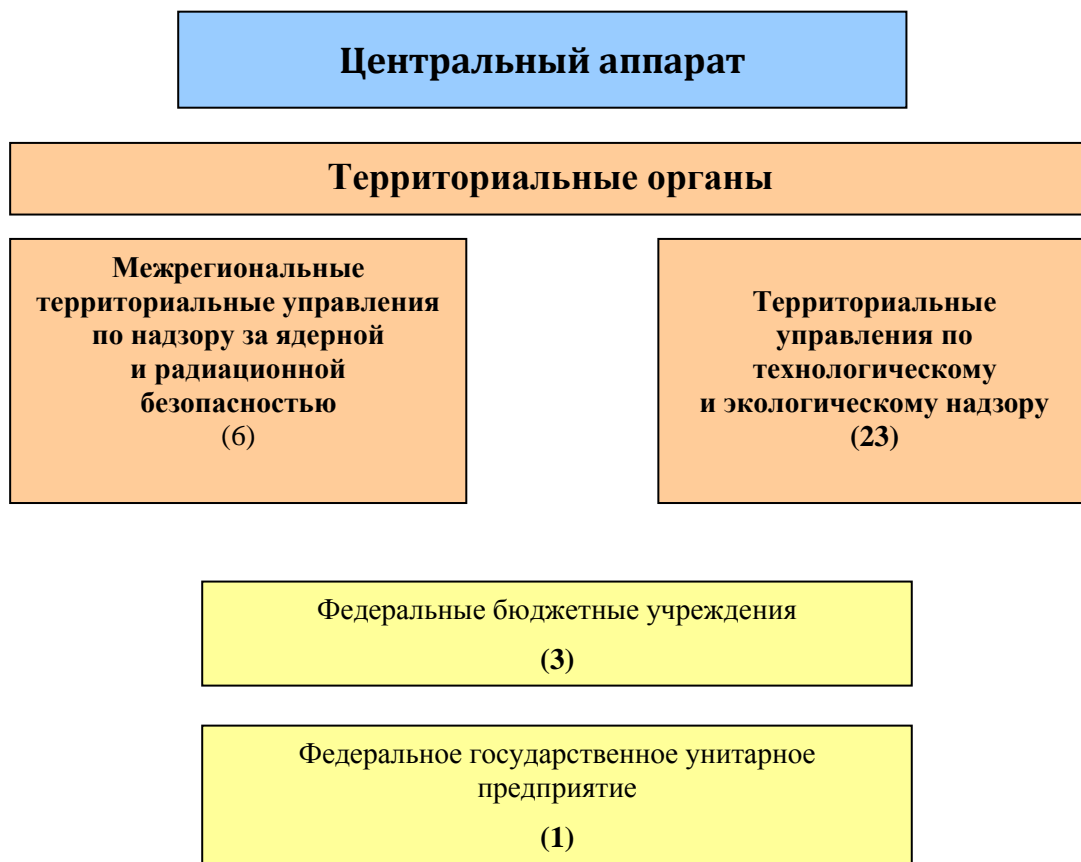 Центральный аппарат
Территориальные органы
Межрегиональные
территориальные управления
по надзору за ядерной
и радиационной
безопасностью
(6)
Территориальные
управления по
технологическому
и экологическому надзору
(23)
Федеральные бюджетные учреждения
(3)
Федеральное государственное унитарное
предприятие
(1)